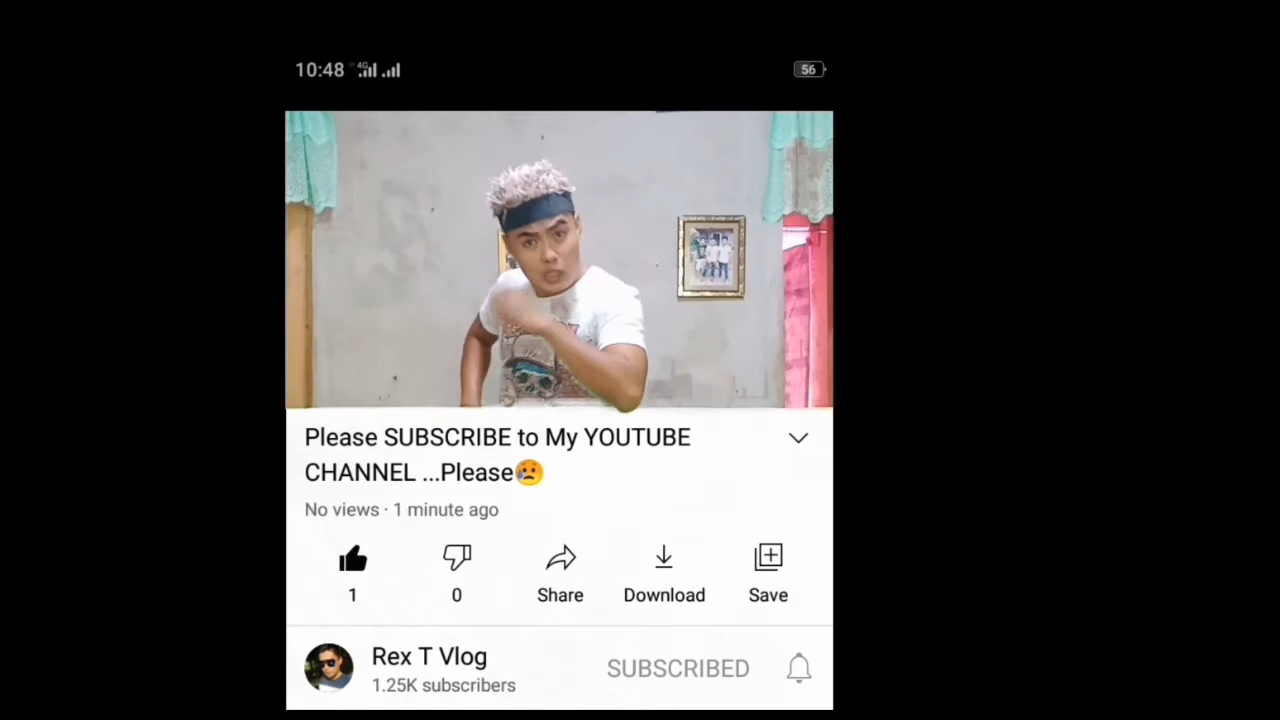 10:48 4G 56
Please SUBSCRIBE to My YOUTUBE
CHANNEL ...Please😥
No views · 1 minute ago
1 0 Share Download Save
Rex T Vlog SUBSCRIBED
1.25K subscribers